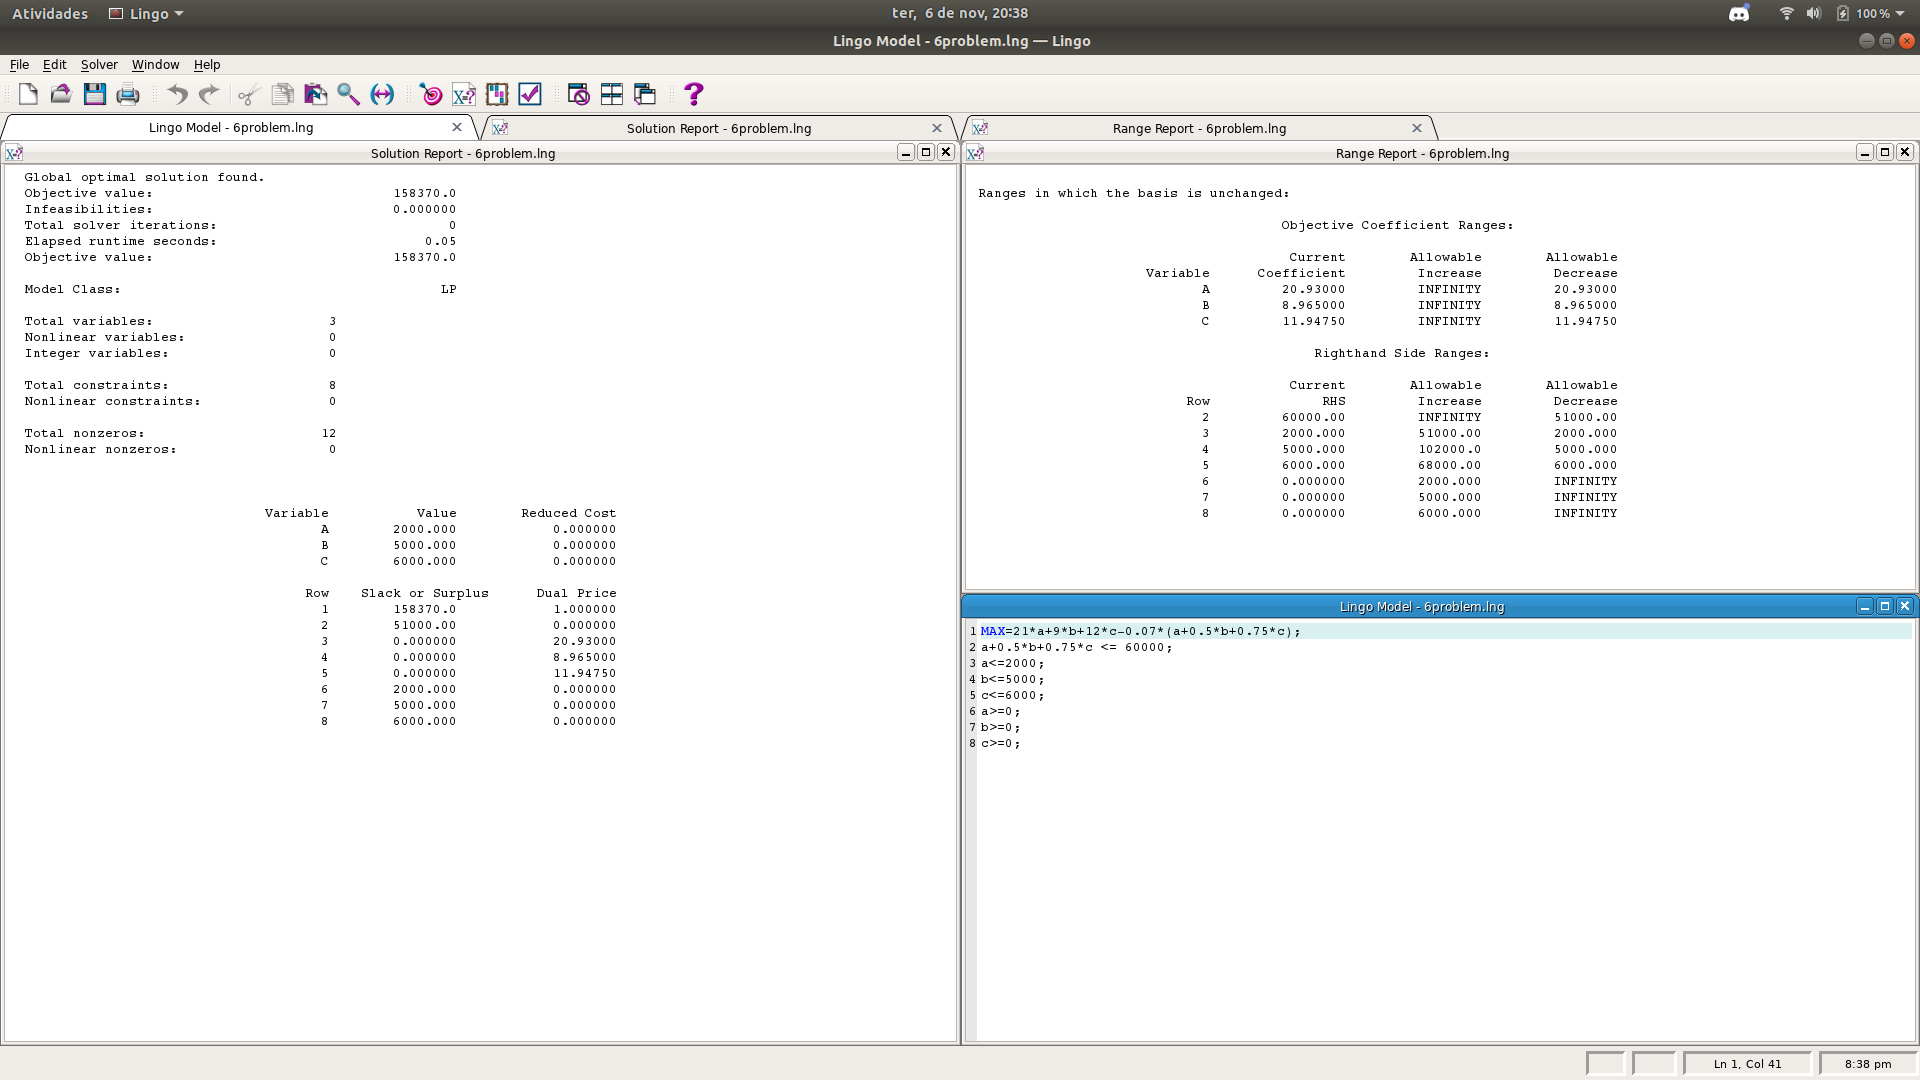 Atividades Lingo ter, 6 de nov, 20:38 100 %
Lingo Model - 6problem.lng — Lingo
File Edit Solver Window Help
Lingo Model - 6problem.lng Solution Report - 6problem.lng Range Report - 6problem.lng
Solution Report - 6problem.lng
Global optimal solution found.
Objective value: 158370.0
Infeasibilities: 0.000000
Total solver iterations: 0
Elapsed runtime seconds: 0.05
Objective value: 158370.0
Model Class: LP
Total variables: 3
Nonlinear variables: 0
Integer variables: 0
Total constraints: 8
Nonlinear constraints: 0
Total nonzeros: 12
Nonlinear nonzeros: 0
Variable Value Reduced Cost
A 2000.000 0.000000
B 5000.000 0.000000
C 6000.000 0.000000
Row Slack or Surplus Dual Price
1 158370.0 1.000000
2 51000.00 0.000000
3 0.000000 20.93000
4 0.000000 8.965000
5 0.000000 11.94750
6 2000.000 0.000000
7 5000.000 0.000000
8 6000.000 0.000000
Range Report - 6problem.lng
Ranges in which the basis is unchanged:
Objective Coefficient Ranges:
Current Allowable Allowable
Variable Coefficient Increase Decrease
A 20.93000 INFINITY 20.93000
B 8.965000 INFINITY 8.965000
C 11.94750 INFINITY 11.94750
Righthand Side Ranges:
Current Allowable Allowable
Row RHS Increase Decrease
2 60000.00 INFINITY 51000.00
3 2000.000 51000.00 2000.000
4 5000.000 102000.0 5000.000
5 6000.000 68000.00 6000.000
6 0.000000 2000.000 INFINITY
7 0.000000 5000.000 INFINITY
8 0.000000 6000.000 INFINITY
Lingo Model - 6problem.lng
1 MAX=21*a+9*b+12*c-0.07*(a+0.5*b+0.75*c);
2 a+0.5*b+0.75*c <= 60000;
3 a<=2000;
4 b<=5000;
5 c<=6000;
6 a>=0;
7 b>=0;
8 c>=0;
Ln 1, Col 41 8:38 pm